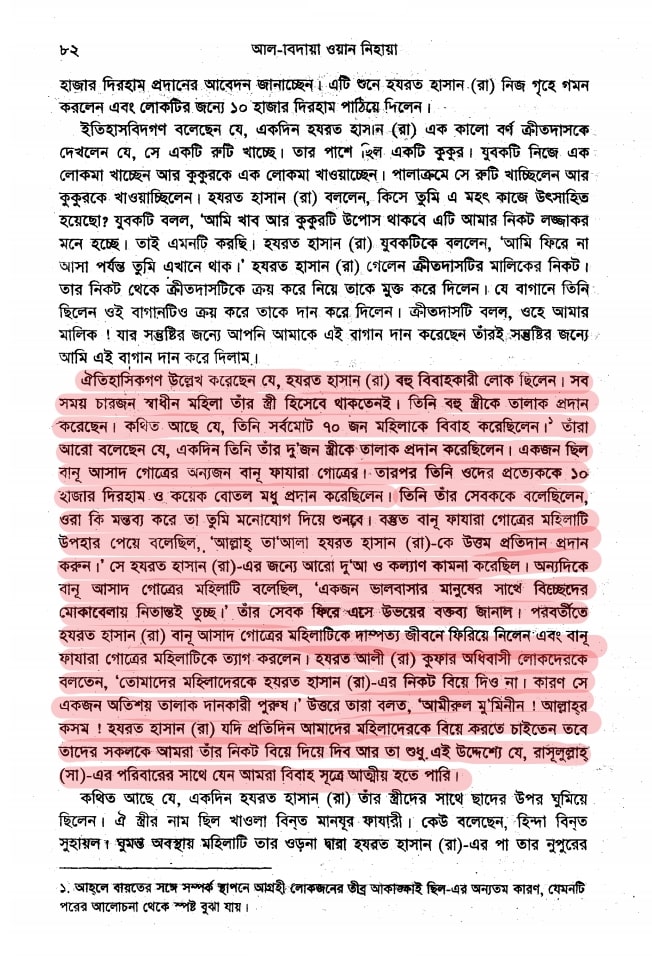 ৮২
আল-বিদায়া ওয়ান নিহায়া
হাজার দিরহাম প্রদানের আবেদন জানাচ্ছেন। এটি শুনে হযরত হাসান (রা) নিজ গৃহে গমন
করলেন এবং লোকটির জন্যে ১০ হাজার দিরহাম পাঠিয়ে দিলেন।
ইতিহাসবিদগণ বলেছেন যে, একদিন হযরত হাসান (রা) এক কালো বর্ণ ক্রীতদাসকে
দেখলেন যে, সে একটি রুটি খাচ্ছে। তার পাশে ছিল একটি কুকুর। যুবকটি নিজে এক
লোকমা খাচ্ছেন আর কুকুরকে এক লোকমা খাওয়াচ্ছেন। পালাক্রমে সে রুটি খাচ্ছিলেন আর
কুকুরকে খাওয়াচ্ছিলেন। হযরত হাসান (রা) বললেন, কিসে তুমি এ মহৎ কাজে উৎসাহিত
হয়েছো? যুবকটি বলল, ‘আমি খাব আর কুকুরটি উপোস থাকবে এটি আমার নিকট লজ্জাকর
মনে হচ্ছে। তাই এমনটি করছি। হযরত হাসান (রা) যুবকটিকে বললেন, ‘আমি ফিরে না
আসা পর্যন্ত তুমি এখানে থাক।’ হযরত হাসান (রা) গেলেন ক্রীতদাসটির মালিকের নিকট।
তার নিকট থেকে ক্রীতদাসটিকে ক্রয় করে নিয়ে তাকে মুক্ত করে দিলেন। যে বাগানে তিনি
ছিলেন ওই বাগানটিও ক্রয় করে তাকে দান করে দিলেন। ক্রীতদাসটি বলল, ওহে আমার
মালিক ! যার সন্তুষ্টির জন্যে আপনি আমাকে এই বাগান দান করেছেন তাঁরই সন্তুষ্টির জন্যে
আমি এই বাগান দান করে দিলাম।
ঐতিহাসিকগণ উল্লেখ করেছেন যে, হযরত হাসান (রা) বহু বিবাহকারী লোক ছিলেন। সব
সময় চারজন স্বাধীন মহিলা তাঁর স্ত্রী হিসেবে থাকতেনই। তিনি বহু স্ত্রীকে তালাক প্রদান
করেছেন। কথিত আছে যে, তিনি সর্বমোট ৭০ জন মহিলাকে বিবাহ করেছিলেন।১ তাঁরা
আরো বলেছেন যে, একদিন তিনি তাঁর দু'জন স্ত্রীকে তালাক প্রদান করেছিলেন। একজন ছিল
বানূ আসাদ গোত্রের অন্যজন বানূ ফাযারা গোত্রের। তারপর তিনি ওদের প্রত্যেককে ১০
হাজার দিরহাম ও কয়েক বোতল মধু প্রদান করেছিলেন। তিনি তাঁর সেবককে বলেছিলেন,
ওরা কি মন্তব্য করে তা তুমি মনোযোগ দিয়ে শুনবে। বস্তুত বানূ ফাযারা গোত্রের মহিলাটি
উপহার পেয়ে বলেছিল, ‘আল্লাহ্ তা'আলা হযরত হাসান (রা)-কে উত্তম প্রতিদান প্রদান
করুন।’ সে হযরত হাসান (রা)-এর জন্যে আরো দু'আ ও কল্যাণ কামনা করেছিল। অন্যদিকে
বানূ আসাদ গোত্রের মহিলাটি বলেছিল, ‘একজন ভালবাসার মানুষের সাথে বিচ্ছেদের
মোকাবেলায় নিতান্তই তুচ্ছ।’ তাঁর সেবক ফিরে এসে উভয়ের বক্তব্য জানাল। পরবর্তীতে
হযরত হাসান (রা) বানূ আসাদ গোত্রের মহিলাটিকে দাম্পত্য জীবনে ফিরিয়ে নিলেন এবং বানূ
ফাযারা গোত্রের মহিলাটিকে ত্যাগ করলেন। হযরত আলী (রা) কুফার অধিবাসী লোকদেরকে
বলতেন, ‘তোমাদের মহিলাদেরকে হযরত হাসান (রা)-এর নিকট বিয়ে দিও না। কারণ সে
একজন অতিশয় তালাক দানকারী পুরুষ।’ উত্তরে তারা বলত, ‘আমীরুল মু'মিনীন ! আল্লাহ্‌র
কসম ! হযরত হাসান (রা) যদি প্রতিদিন আমাদের মহিলাদেরকে বিয়ে করতে চাইতেন তবে
তাদের সকলকে আমরা তাঁর নিকট বিয়ে দিয়ে দিব আর তা শুধু এই উদ্দেশ্যে যে, রাসূলুল্লাহ্
(সা)-এর পরিবারের সাথে যেন আমরা বিবাহ সূত্রে আত্মীয় হতে পারি।
কথিত আছে যে, একদিন হযরত হাসান (রা) তাঁর স্ত্রীদের সাথে ছাদের উপর ঘুমিয়ে
ছিলেন। ঐ স্ত্রীর নাম ছিল খাওলা বিন্‌ত মানযূর ফাযারী। কেউ বলেছেন, হিন্দা বিন্‌ত
সুহায়ল। ঘুমন্ত অবস্থায় মহিলাটি তার ওড়না দ্বারা হযরত হাসান (রা)-এর পা তার নুপুরের
১. আহ্‌লে বায়তের সঙ্গে সম্পর্ক স্থাপনে আগ্রহী লোকজনের তীব্র আকাঙ্কাই ছিল-এর অন্যতম কারণ, যেমনটি
পরের আলোচনা থেকে স্পষ্ট বুঝা যায়।